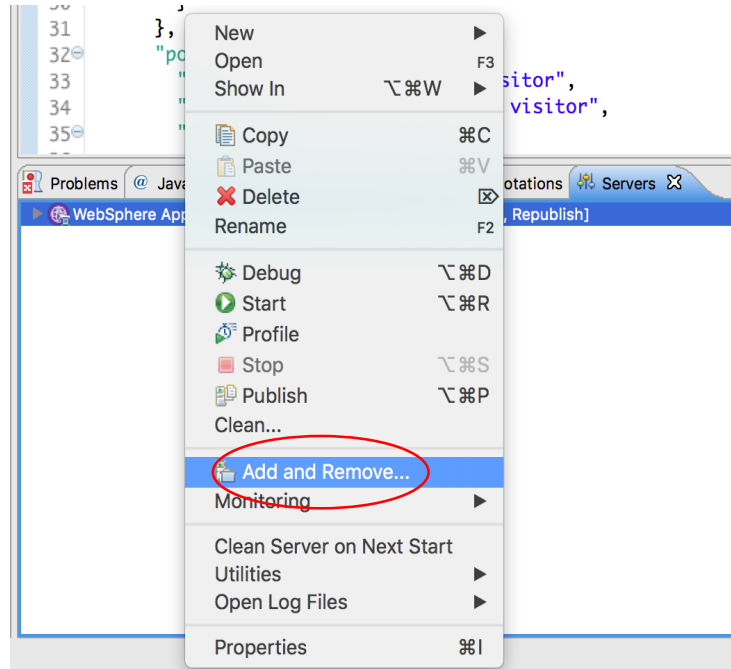 31 },
32 "po
33 " sitor",
34 " visitor",
35 "
New
Open F3
Show In ⌥⌘W
Copy ⌘C
Paste ⌘V
Delete ⌦
Rename F2
Debug ⌥⌘D
Start ⌥⌘R
Profile
Stop ⌥⌘S
Publish ⌥⌘P
Clean...
Add and Remove...
Monitoring
Clean Server on Next Start
Utilities
Open Log Files
Properties ⌘I
Problems @ Java otations Servers
WebSphere App , Republish]